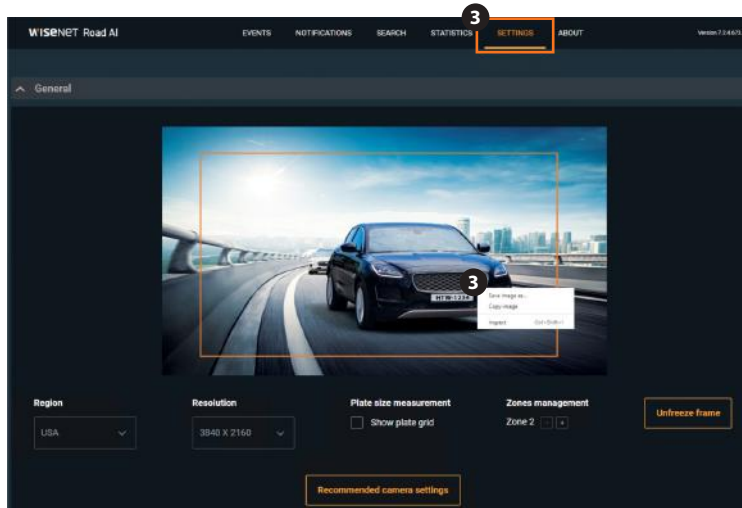 3
WISENET Road AI EVENTS NOTIFICATIONS SEARCH STATISTICS SETTINGS ABOUT
General
3
Save image as...
Copy image
Inspect Ctrl+Shift+I
Region Resolution Plate size measurement Zones management
USA 3840 X 2160 Show plate grid Zone 2 - +
Unfreeze frame
Recommended camera settings